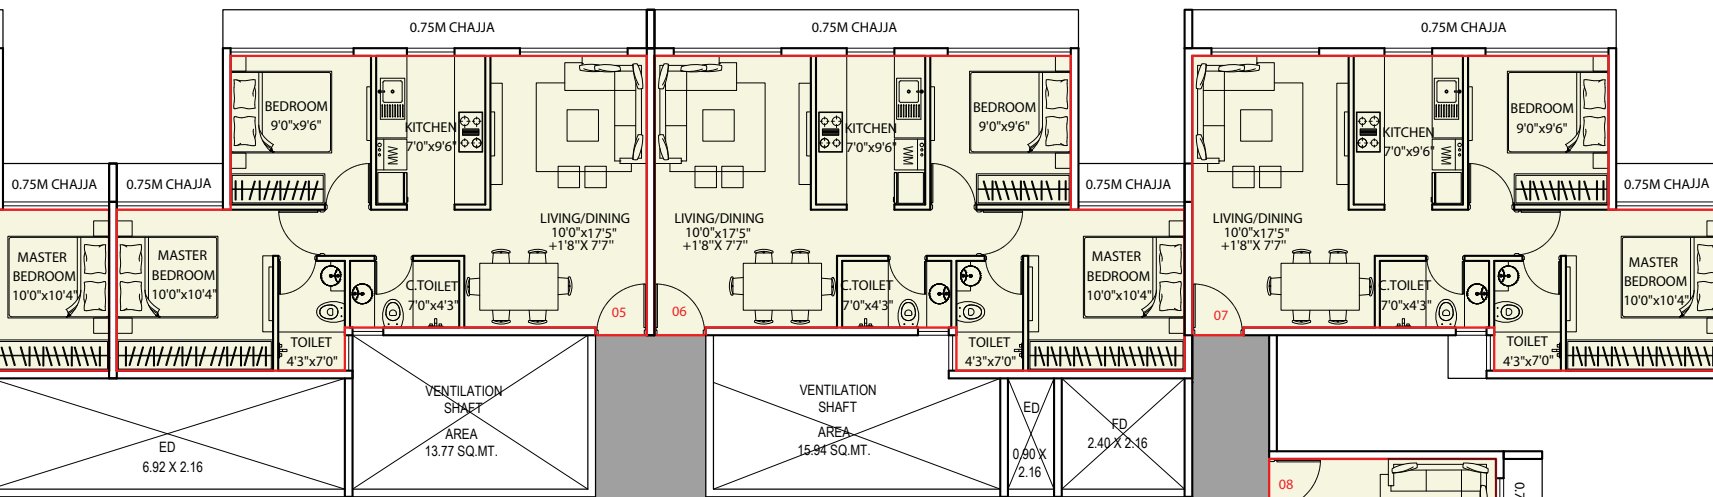 0.75M CHAJJA
0.75M CHAJJA
0.75M CHAJJA
BEDROOM
9'0"x9'6"
KITCHEN
7'0"x9'6"
WM
KITCHEN
7'0"x9'6"
WM
BEDROOM
9'0"x9'6"
KITCHEN
7'0"x9'6"
WM
BEDROOM
9'0"x9'6"
0.75M CHAJJA
0.75M CHAJJA
0.75M CHAJJA
0.75M CHAJJA
LIVING/DINING
10'0"x17'5"
+1'8"X 7'7"
LIVING/DINING
10'0"x17'5"
+1'8"X 7'7"
LIVING/DINING
10'0"x17'5"
+1'8"X 7'7"
MASTER
BEDROOM
10'0"x10'4"
MASTER
BEDROOM
10'0"x10'4"
MASTER
BEDROOM
10'0"x10'4"
MASTER
BEDROOM
10'0"x10'4"
C.TOILET
7'0"x4'3"
C.TOILET
7'0"x4'3"
C.TOILET
7'0"x4'3"
05
06
07
TOILET
4'3"x7'0"
TOILET
4'3"x7'0"
TOILET
4'3"x7'0"
VENTILATION
SHAFT
AREA
13.77 SQ.MT.
VENTILATION
SHAFT
AREA
15.94 SQ.MT.
ED
6.92 X 2.16
ED
0.90 X
2.16
FD
2.40 X 2.16
08